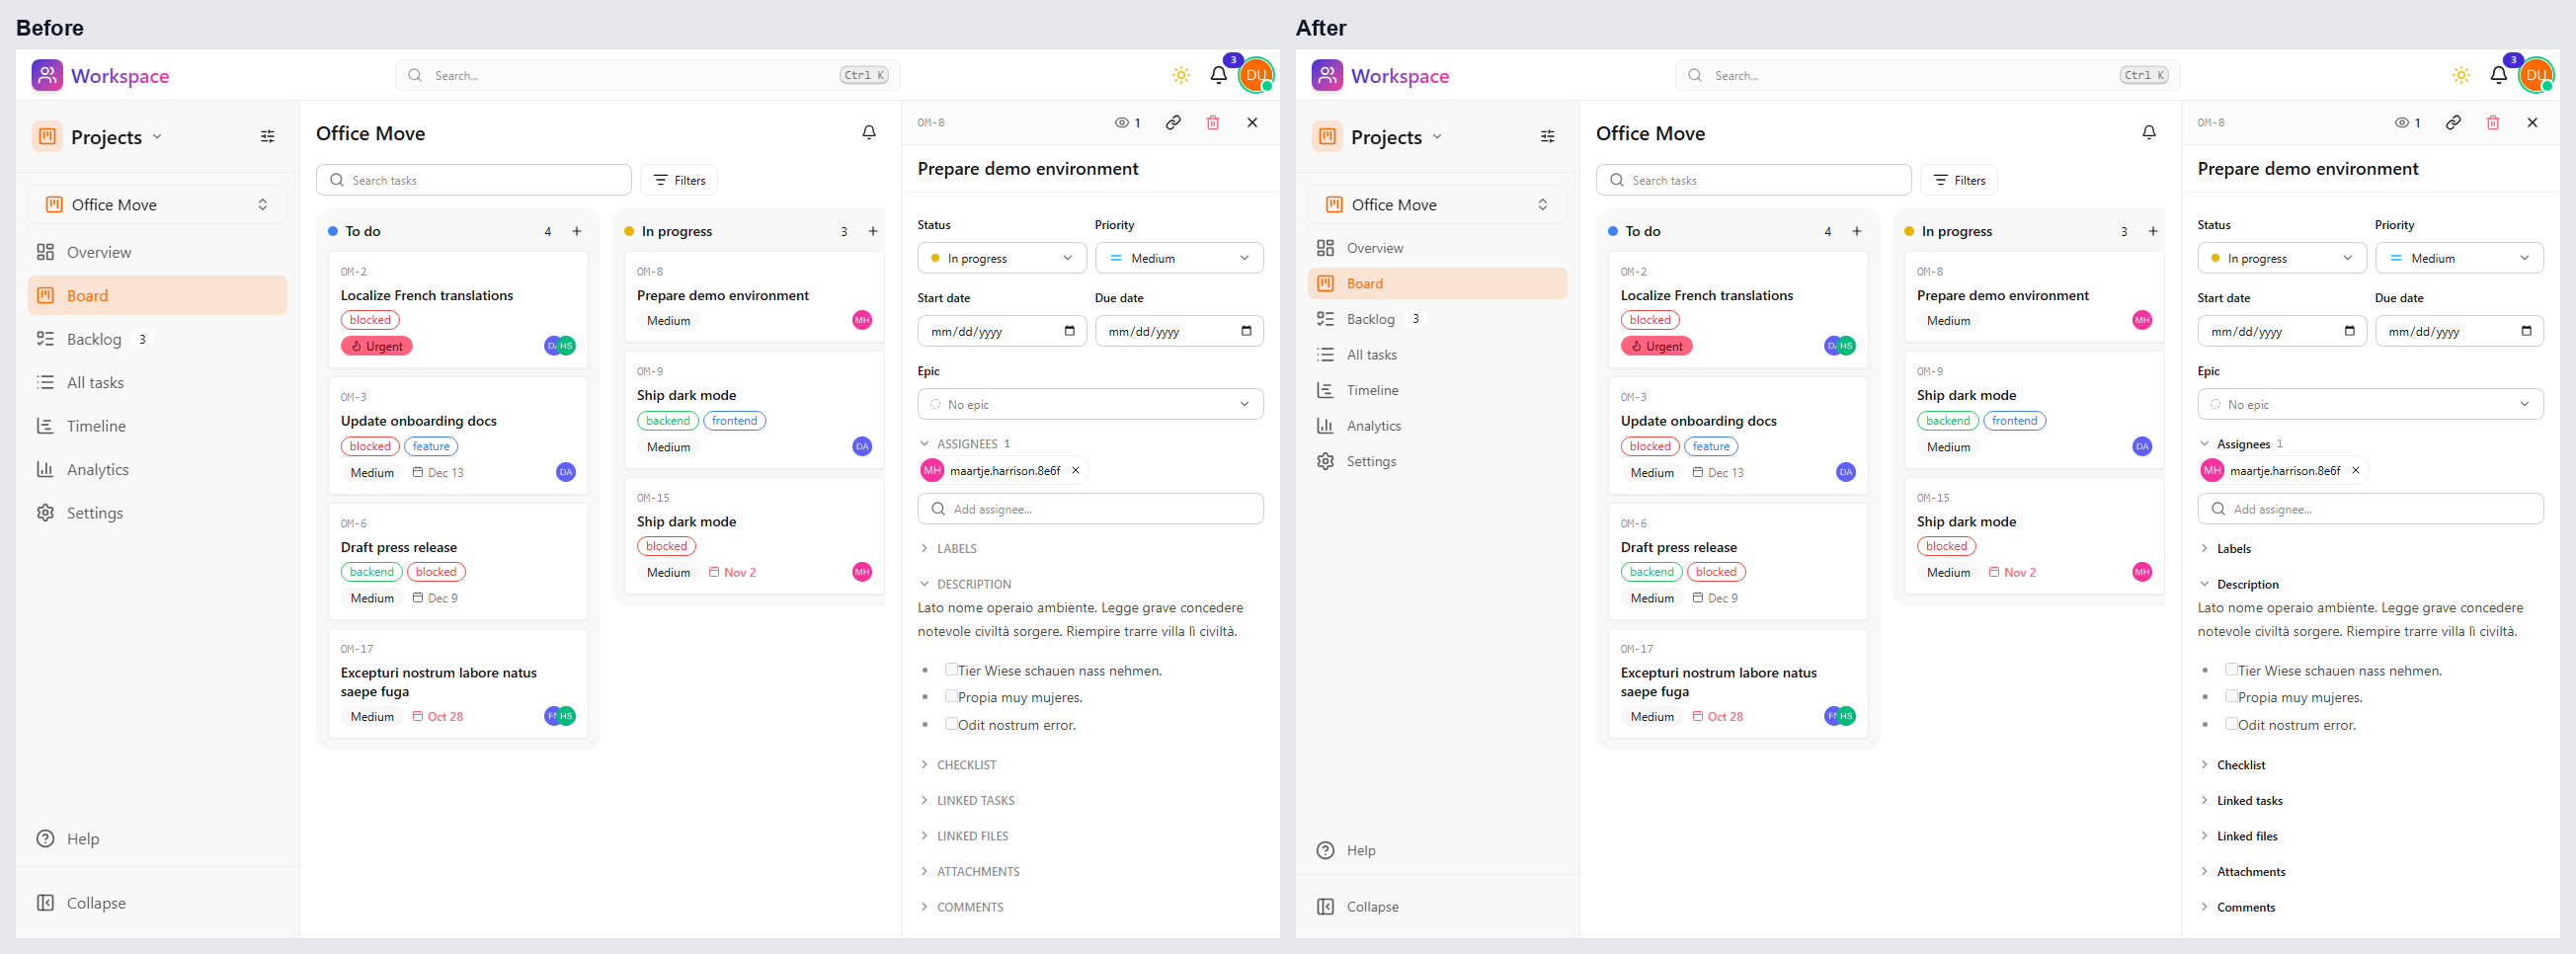 Before
Workspace
Search...
Ctrl K
3
DU
Projects
Office Move
Overview
Board
Backlog 3
All tasks
Timeline
Analytics
Settings
Help
Collapse
Office Move
Search tasks
Filters
To do 4
OM-2
Localize French translations
blocked
Urgent
HS
OM-3
Update onboarding docs
blocked feature
Medium Dec 13 DA
OM-6
Draft press release
backend blocked
Medium Dec 9
OM-17
Excepturi nostrum labore natus
saepe fuga
Medium Oct 28 HS
In progress 3
OM-8
Prepare demo environment
Medium MH
OM-9
Ship dark mode
backend frontend
Medium DA
OM-15
Ship dark mode
blocked
Medium Nov 2 MH
OM-8
1
Prepare demo environment
Status Priority
In progress Medium
Start date Due date
mm/dd/yyyy mm/dd/yyyy
Epic
No epic
ASSIGNEES 1
MH maartje.harrison.8e6f
Add assignee...
LABELS
DESCRIPTION
Lato nome operaio ambiente. Legge grave concedere
notevole civiltà sorgere. Riempire trarre villa lì civiltà.
Tier Wiese schauen nass nehmen.
Propia muy mujeres.
Odit nostrum error.
CHECKLIST
LINKED TASKS
LINKED FILES
ATTACHMENTS
COMMENTS
After
Workspace
Search...
Ctrl K
3
DU
Projects
Office Move
Overview
Board
Backlog 3
All tasks
Timeline
Analytics
Settings
Help
Collapse
Office Move
Search tasks
Filters
To do 4
OM-2
Localize French translations
blocked
Urgent
HS
OM-3
Update onboarding docs
blocked feature
Medium Dec 13 DA
OM-6
Draft press release
backend blocked
Medium Dec 9
OM-17
Excepturi nostrum labore natus
saepe fuga
Medium Oct 28 HS
In progress 3
OM-8
Prepare demo environment
Medium MH
OM-9
Ship dark mode
backend frontend
Medium DA
OM-15
Ship dark mode
blocked
Medium Nov 2 MH
OM-8
1
Prepare demo environment
Status Priority
In progress Medium
Start date Due date
mm/dd/yyyy mm/dd/yyyy
Epic
No epic
Assignees 1
MH maartje.harrison.8e6f
Add assignee...
Labels
Description
Lato nome operaio ambiente. Legge grave concedere
notevole civiltà sorgere. Riempire trarre villa lì civiltà.
Tier Wiese schauen nass nehmen.
Propia muy mujeres.
Odit nostrum error.
Checklist
Linked tasks
Linked files
Attachments
Comments